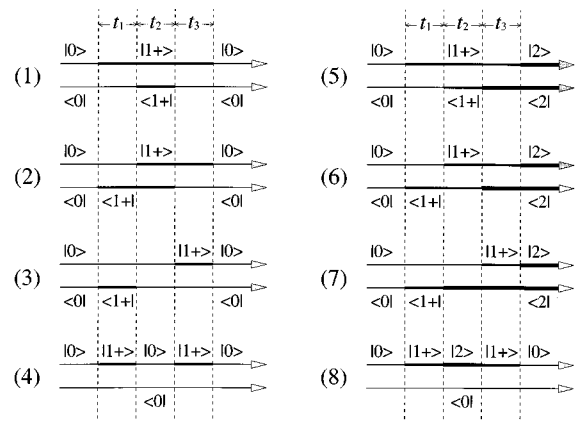 t1 t2 t3
|0> |1+> |0>
(1)
<0| <1+| <0|
|0> |1+> |0>
(2)
<0| <1+| <0|
|0> |1+> |0>
(3)
<0| <1+| <0|
|0> |1+> |0> |1+> |0>
(4)
<0|
t1 t2 t3
|0> |1+> |2>
(5)
<0| <1+| <2|
|0> |1+> |2>
(6)
<0| <1+| <2|
|0> |1+> |2>
(7)
<0| <1+| <2|
|0> |1+> |2> |1+> |0>
(8)
<0|